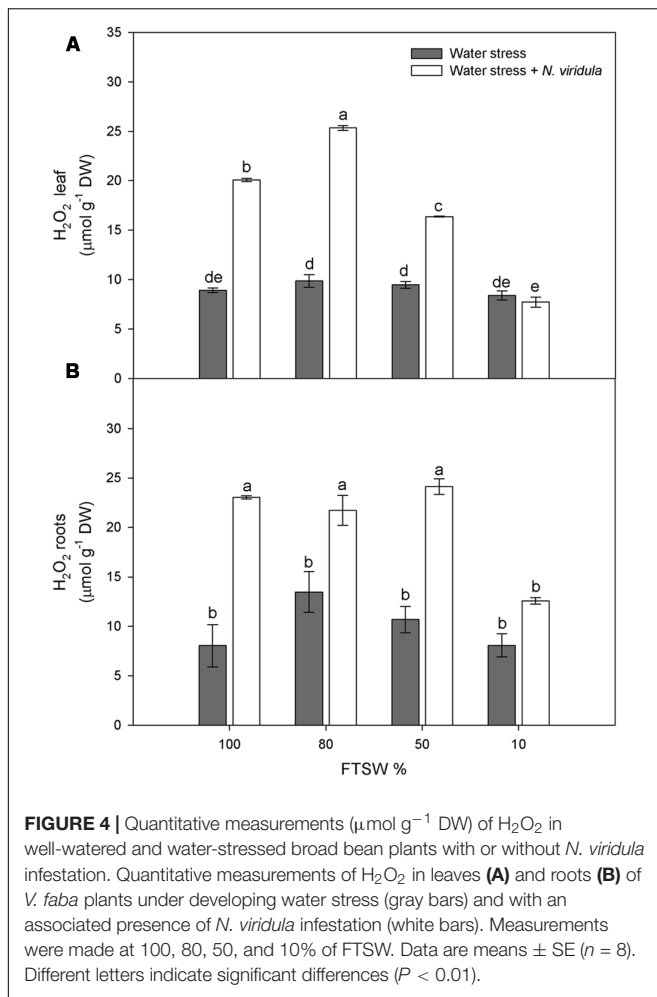 A
Water stress
Water stress + N. viridula
35
30
25
20
15
10
5
0
H₂O₂ leaf
(μmol g⁻¹ DW)
de
b
d
a
d
c
de
e
B
30
25
20
15
10
5
0
H₂O₂ roots
(μmol g⁻¹ DW)
b
a
b
a
b
a
b
b
100
80
50
10
FTSW %
FIGURE 4 | Quantitative measurements (μmol g⁻¹ DW) of H₂O₂ in
well-watered and water-stressed broad bean plants with or without N. viridula
infestation. Quantitative measurements of H₂O₂ in leaves (A) and roots (B) of
V. faba plants under developing water stress (gray bars) and with an
associated presence of N. viridula infestation (white bars). Measurements
were made at 100, 80, 50, and 10% of FTSW. Data are means ± SE (n = 8).
Different letters indicate significant differences (P < 0.01).